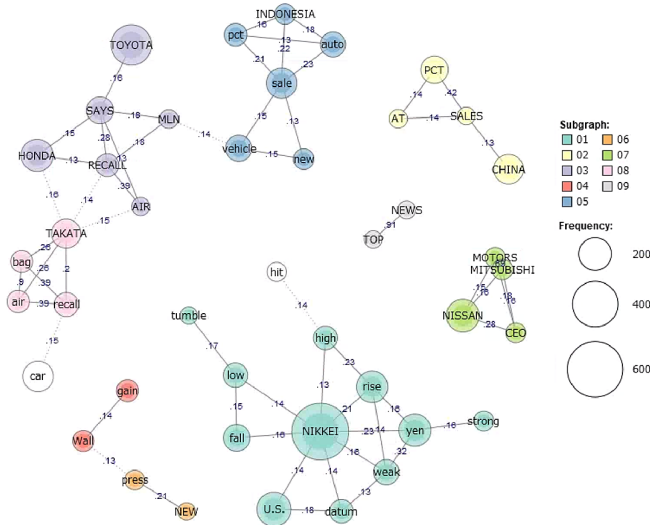 INDONESIA
pct
.16
.18
.13
auto
.22
TOYOTA
.21
.23
.16
sale
PCT
.14
.42
SAYS
.18
MLN
AT
.14
SALES
.15
.28
.18
.14
.15
.13
.13
HONDA
.13
RECALL
.13
vehicle
.15
new
CHINA
.39
.16
.14
AIR
.15
NEWS
.91
TOP
TAKATA
.26
bag
.26
.39
.2
.9
air
.39
recall
hit
MOTORS
MITSUBISHI
.15
.16
.18
.16
NISSAN
.28
CEO
.14
tumble
high
.15
.17
.23
car
low
.13
rise
gain
.14
.21
.16
.15
.14
NIKKEI
.23
.14
yen
.16
strong
Wall
fall
.16
.16
.32
.13
.14
.14
weak
press
.13
.21
NEW
U.S.
.18
datum
Subgraph:
01
06
02
07
03
08
04
09
05
Frequency:
200
400
600